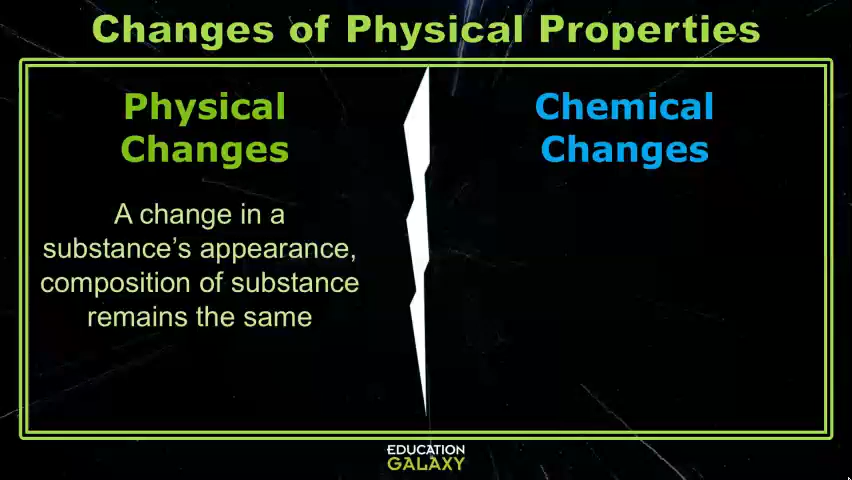 Changes of Physical Properties
Physical
Changes
A change in a
substance’s appearance,
composition of substance
remains the same
Chemical
Changes
EDUCATION
GALAXY